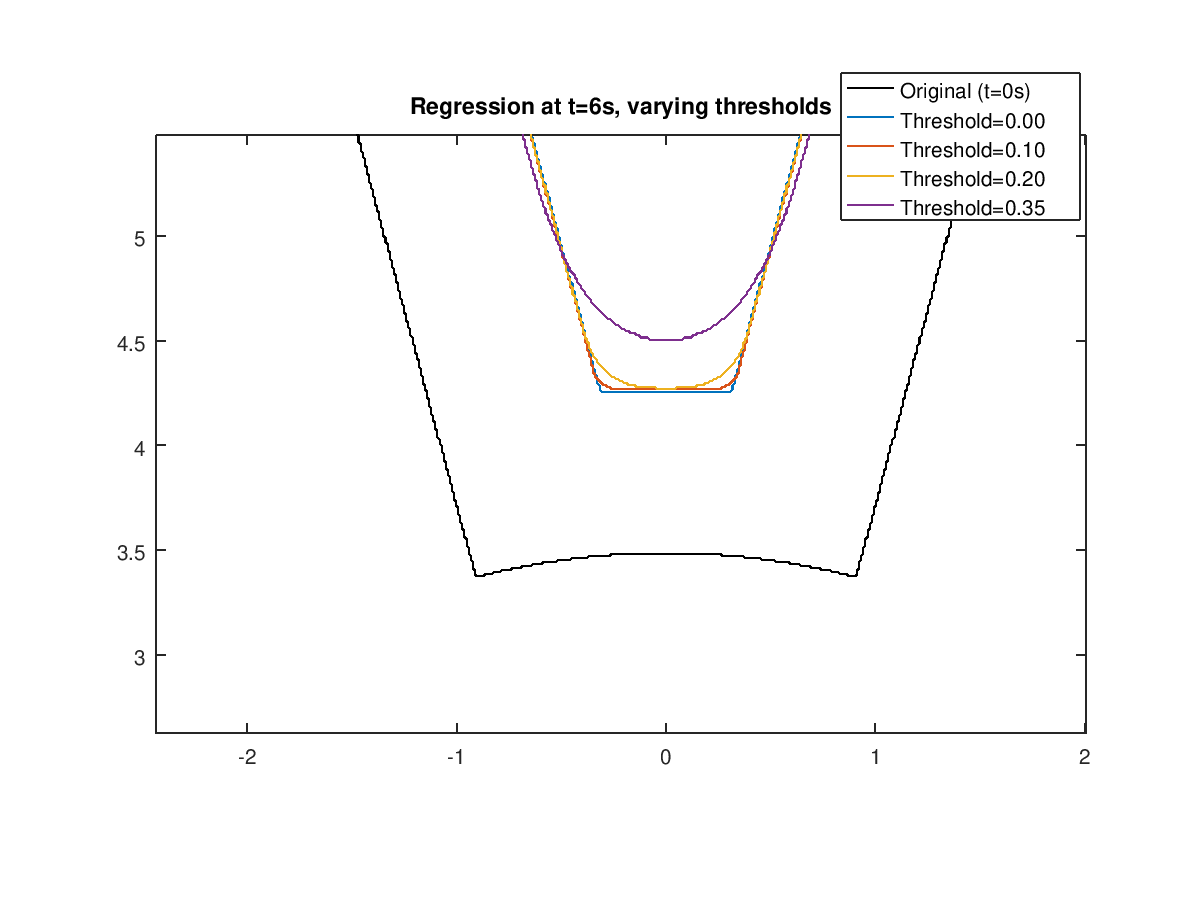 Regression at t=6s, varying thresholds
Original (t=0s)
Threshold=0.00
Threshold=0.10
Threshold=0.20
Threshold=0.35
5
4.5
4
3.5
3
-2 -1 0 1 2